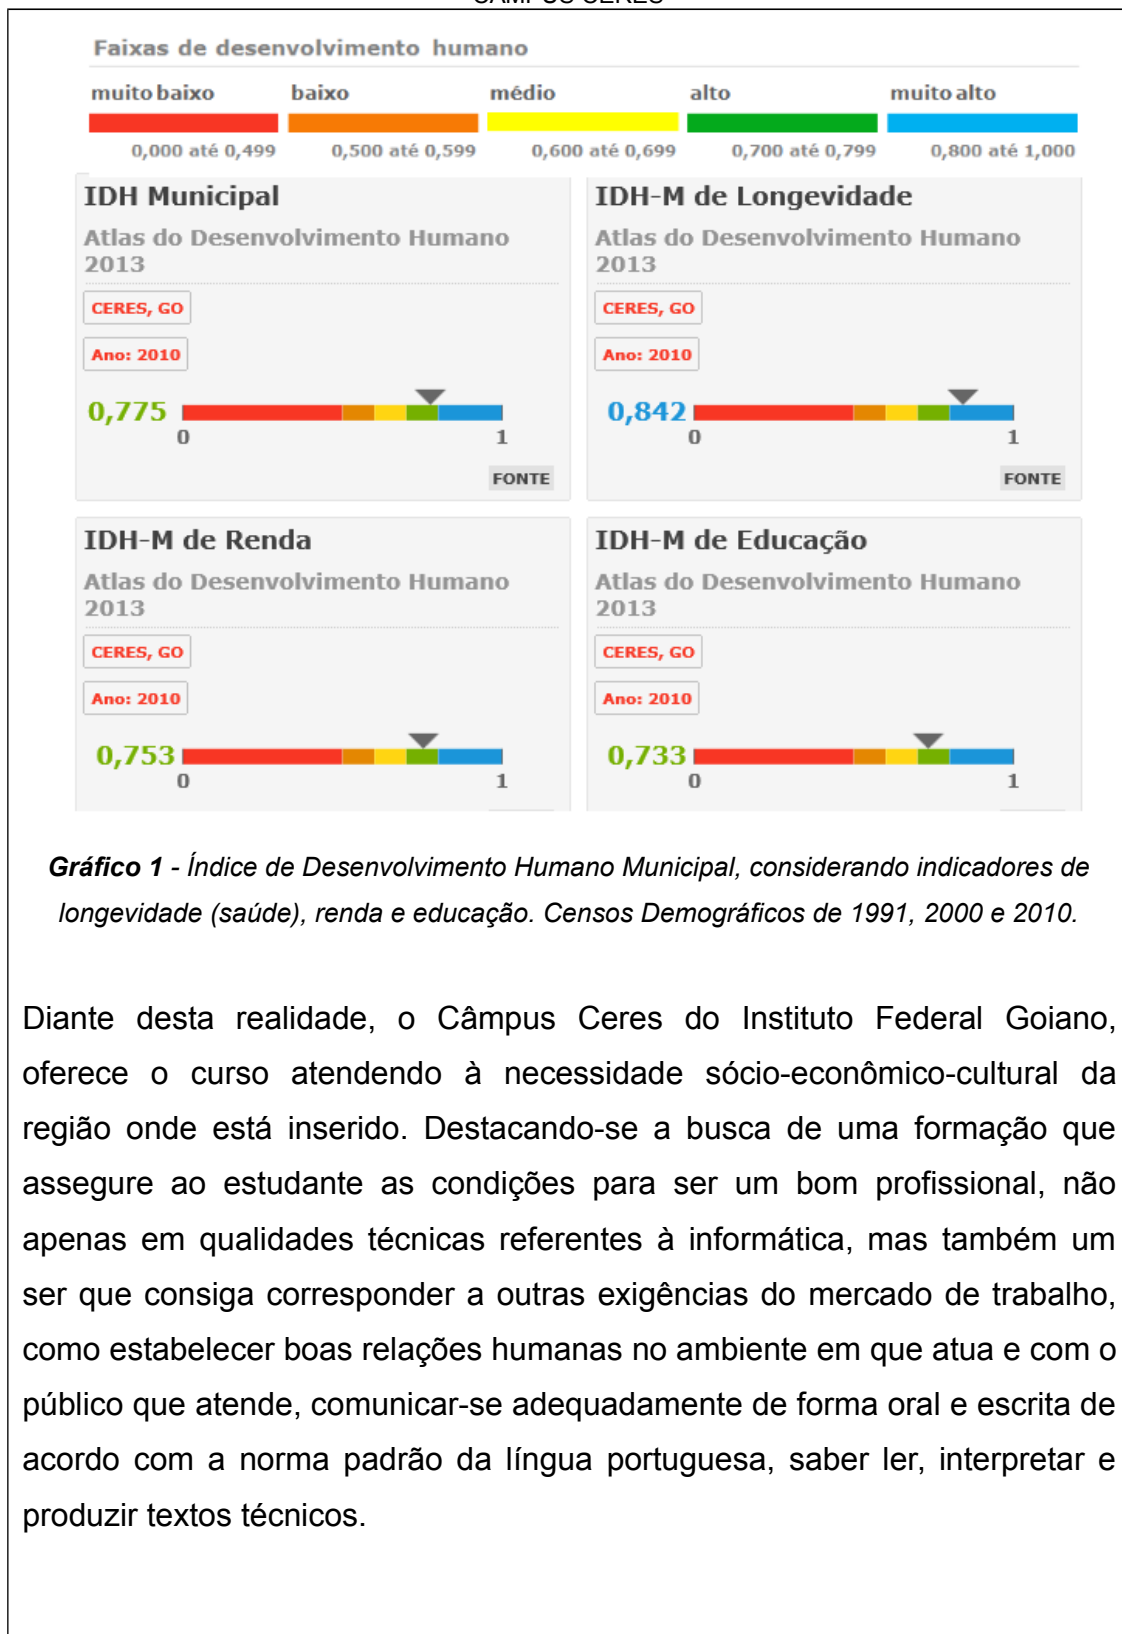 CAMPUS CERES
Faixas de desenvolvimento humano
muito baixo baixo médio alto muito alto
0,000 até 0,499 0,500 até 0,599 0,600 até 0,699 0,700 até 0,799 0,800 até 1,000
IDH Municipal
Atlas do Desenvolvimento Humano
2013
CERES, GO
Ano: 2010
0,775
0 1
FONTE
IDH-M de Longevidade
Atlas do Desenvolvimento Humano
2013
CERES, GO
Ano: 2010
0,842
0 1
FONTE
IDH-M de Renda
Atlas do Desenvolvimento Humano
2013
CERES, GO
Ano: 2010
0,753
0 1
IDH-M de Educação
Atlas do Desenvolvimento Humano
2013
CERES, GO
Ano: 2010
0,733
0 1
Gráfico 1 - Índice de Desenvolvimento Humano Municipal, considerando indicadores de
longevidade (saúde), renda e educação. Censos Demográficos de 1991, 2000 e 2010.
Diante desta realidade, o Câmpus Ceres do Instituto Federal Goiano,
oferece o curso atendendo à necessidade sócio-econômico-cultural da
região onde está inserido. Destacando-se a busca de uma formação que
assegure ao estudante as condições para ser um bom profissional, não
apenas em qualidades técnicas referentes à informática, mas também um
ser que consiga corresponder a outras exigências do mercado de trabalho,
como estabelecer boas relações humanas no ambiente em que atua e com o
público que atende, comunicar-se adequadamente de forma oral e escrita de
acordo com a norma padrão da língua portuguesa, saber ler, interpretar e
produzir textos técnicos.